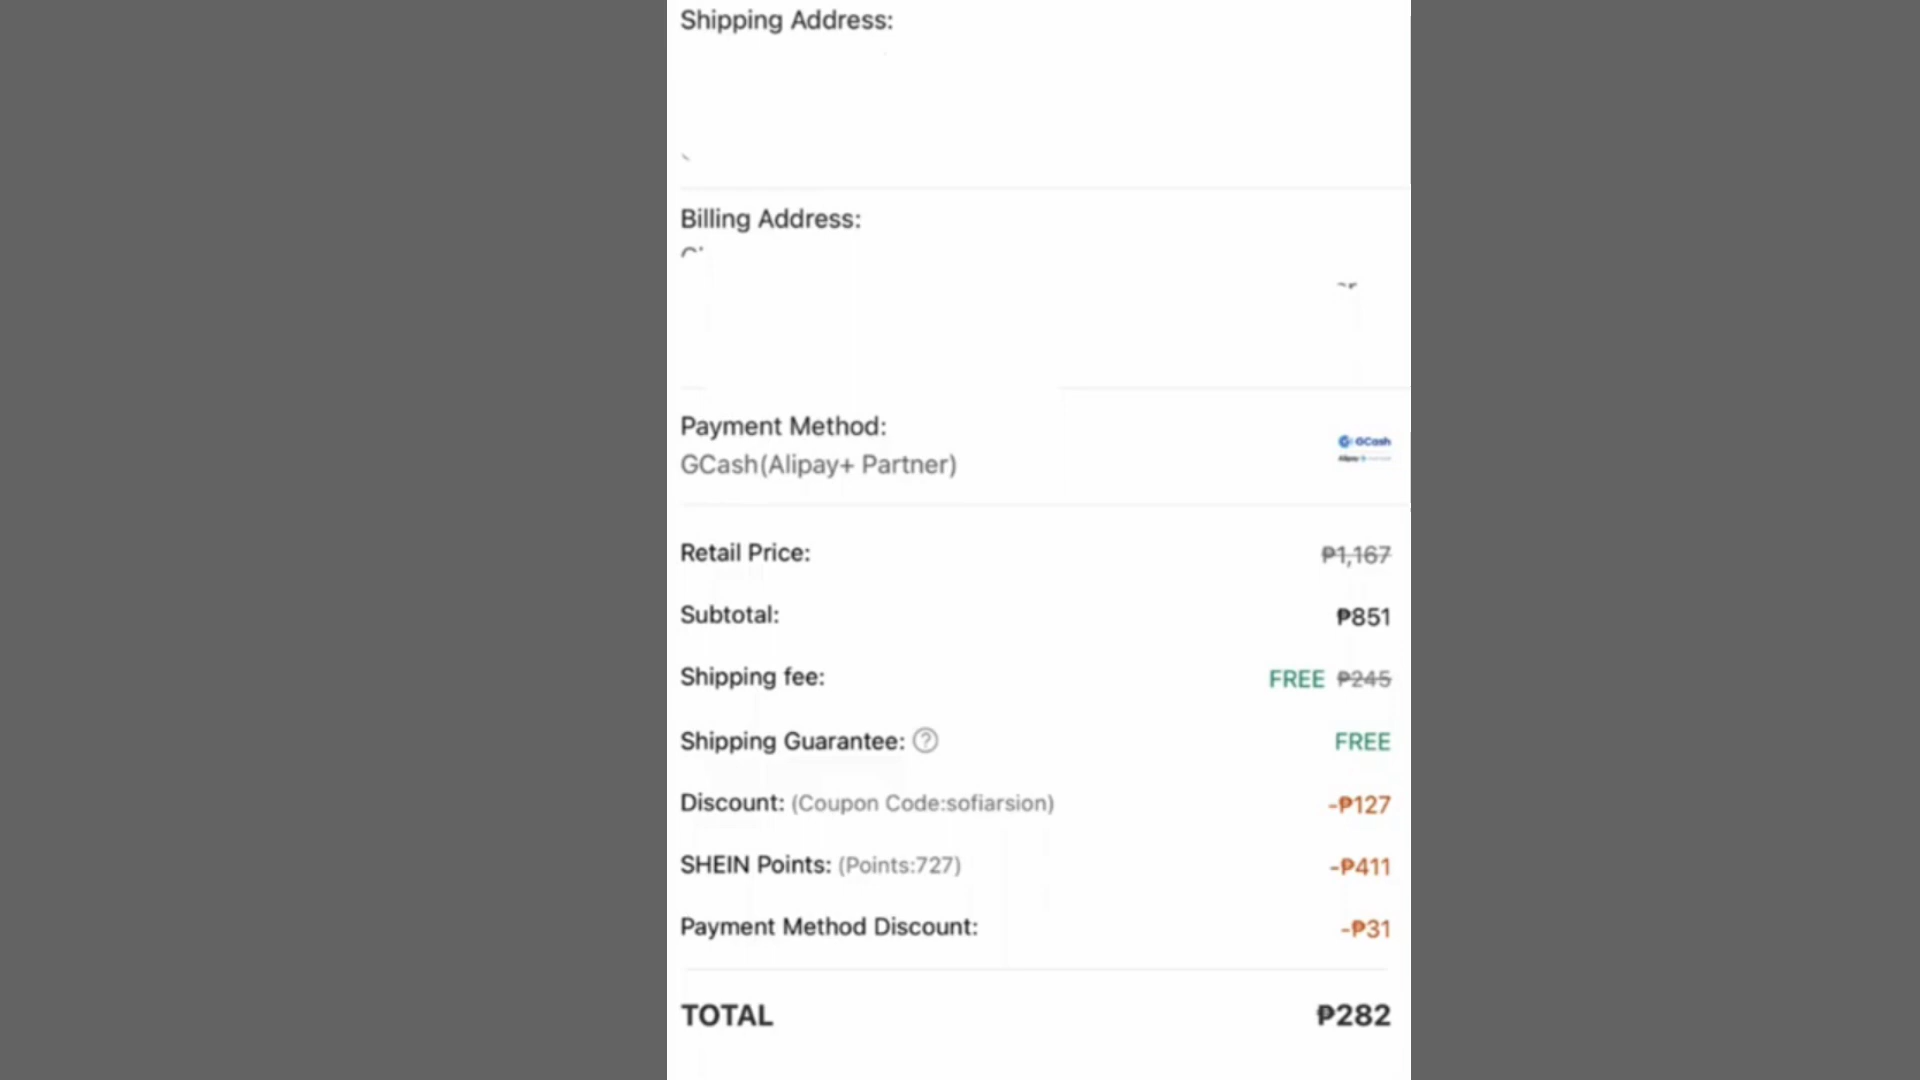 Shipping Address:
Billing Address:
Payment Method:
GCash(Alipay+ Partner)
GCash
Alipay+
Retail Price: ₱1,167
Subtotal: ₱851
Shipping fee: FREE ₱245
Shipping Guarantee: ? FREE
Discount: (Coupon Code:sofiarsion) -₱127
SHEIN Points: (Points:727) -₱411
Payment Method Discount: -₱31
TOTAL ₱282